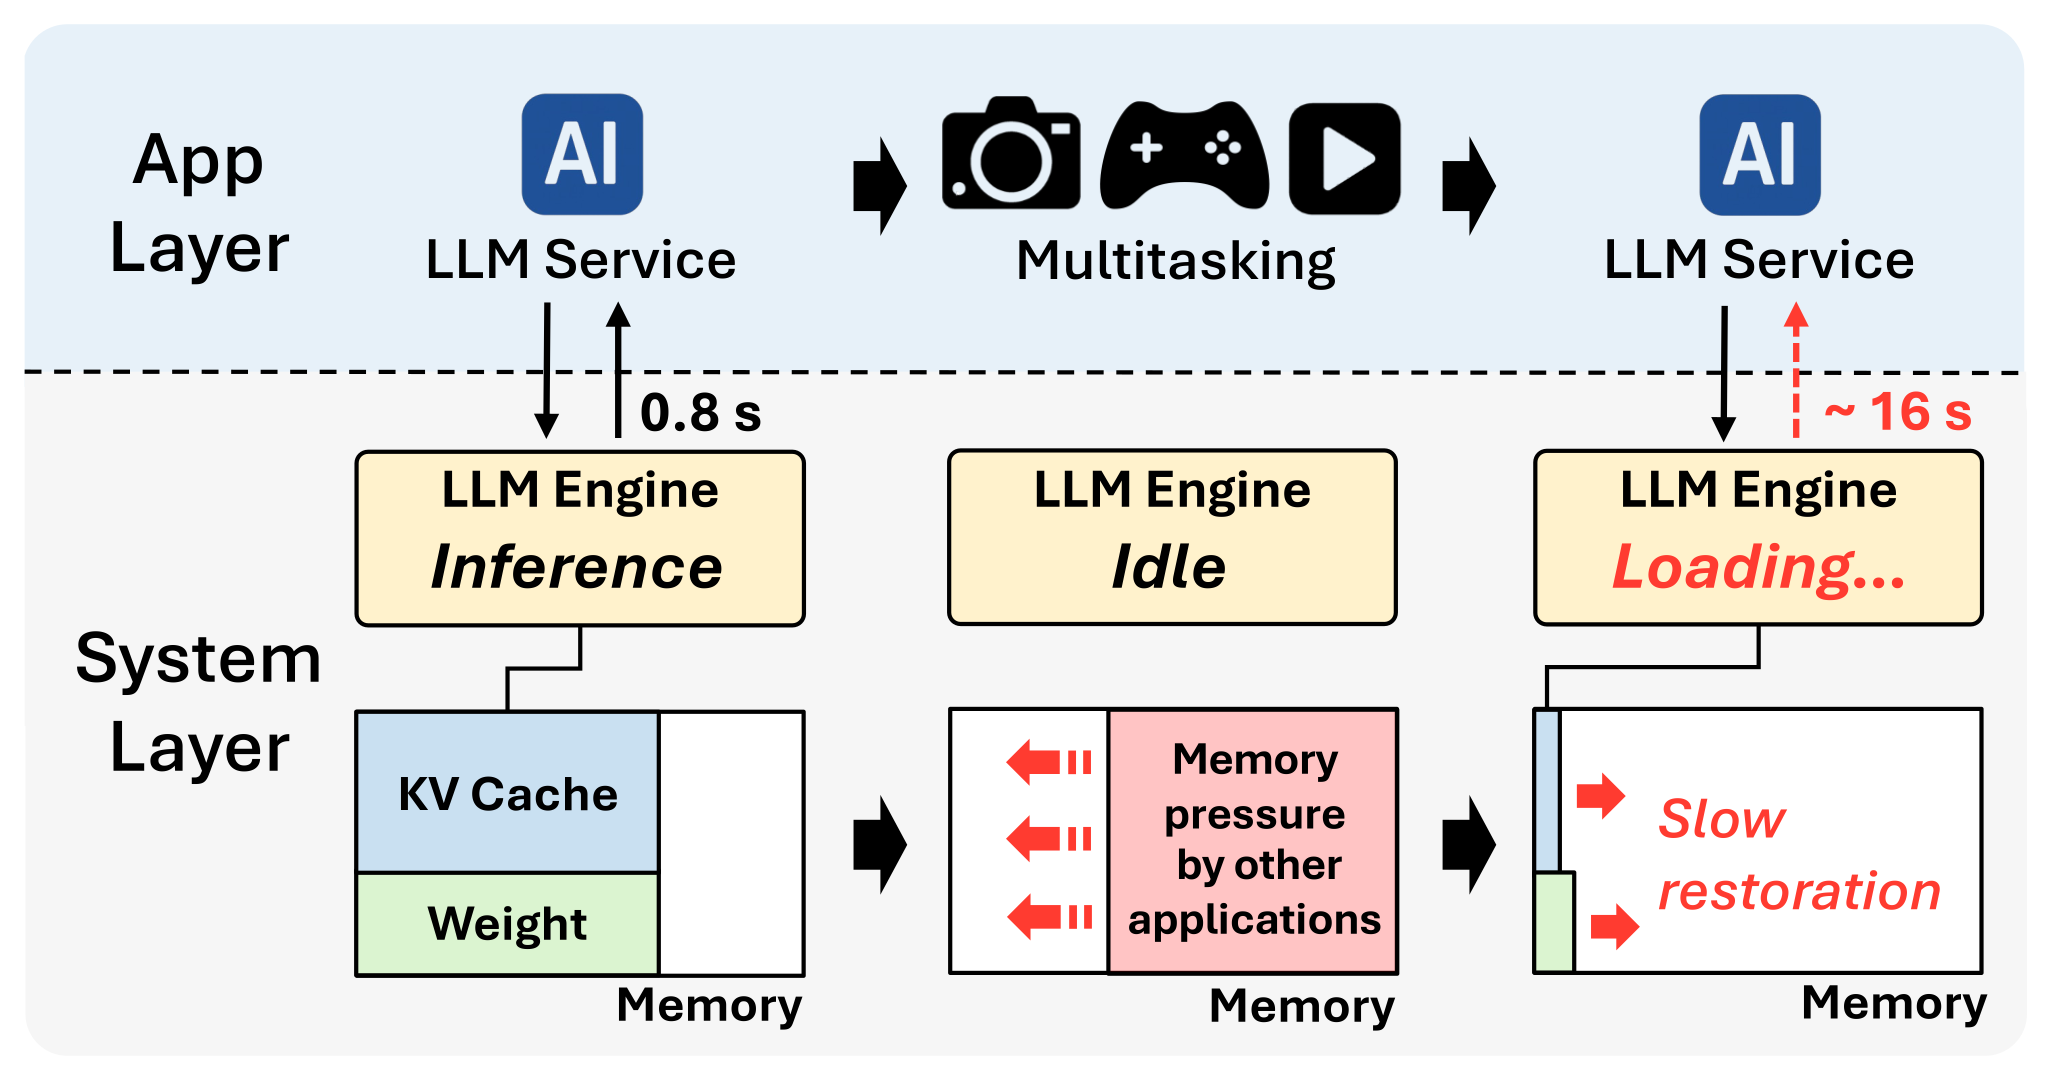 App
Layer
AI
LLM Service
Multitasking
AI
LLM Service
0.8 s
~ 16 s
System
Layer
LLM Engine
Inference
LLM Engine
Idle
LLM Engine
Loading...
KV Cache
Weight
Memory
Memory
pressure
by other
applications
Memory
Slow
restoration
Memory